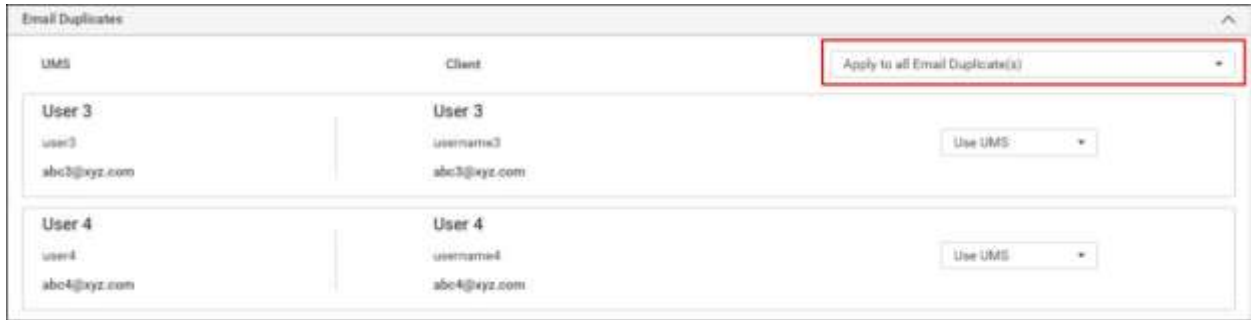 Email Duplicates
UMS Client Apply to all Email Duplicate(s)
User 3 User 3
user3 username3 Use UMS
abc3@xyz.com abc3@xyz.com
User 4 User 4
user4 username4 Use UMS
abc4@xyz.com abc4@xyz.com